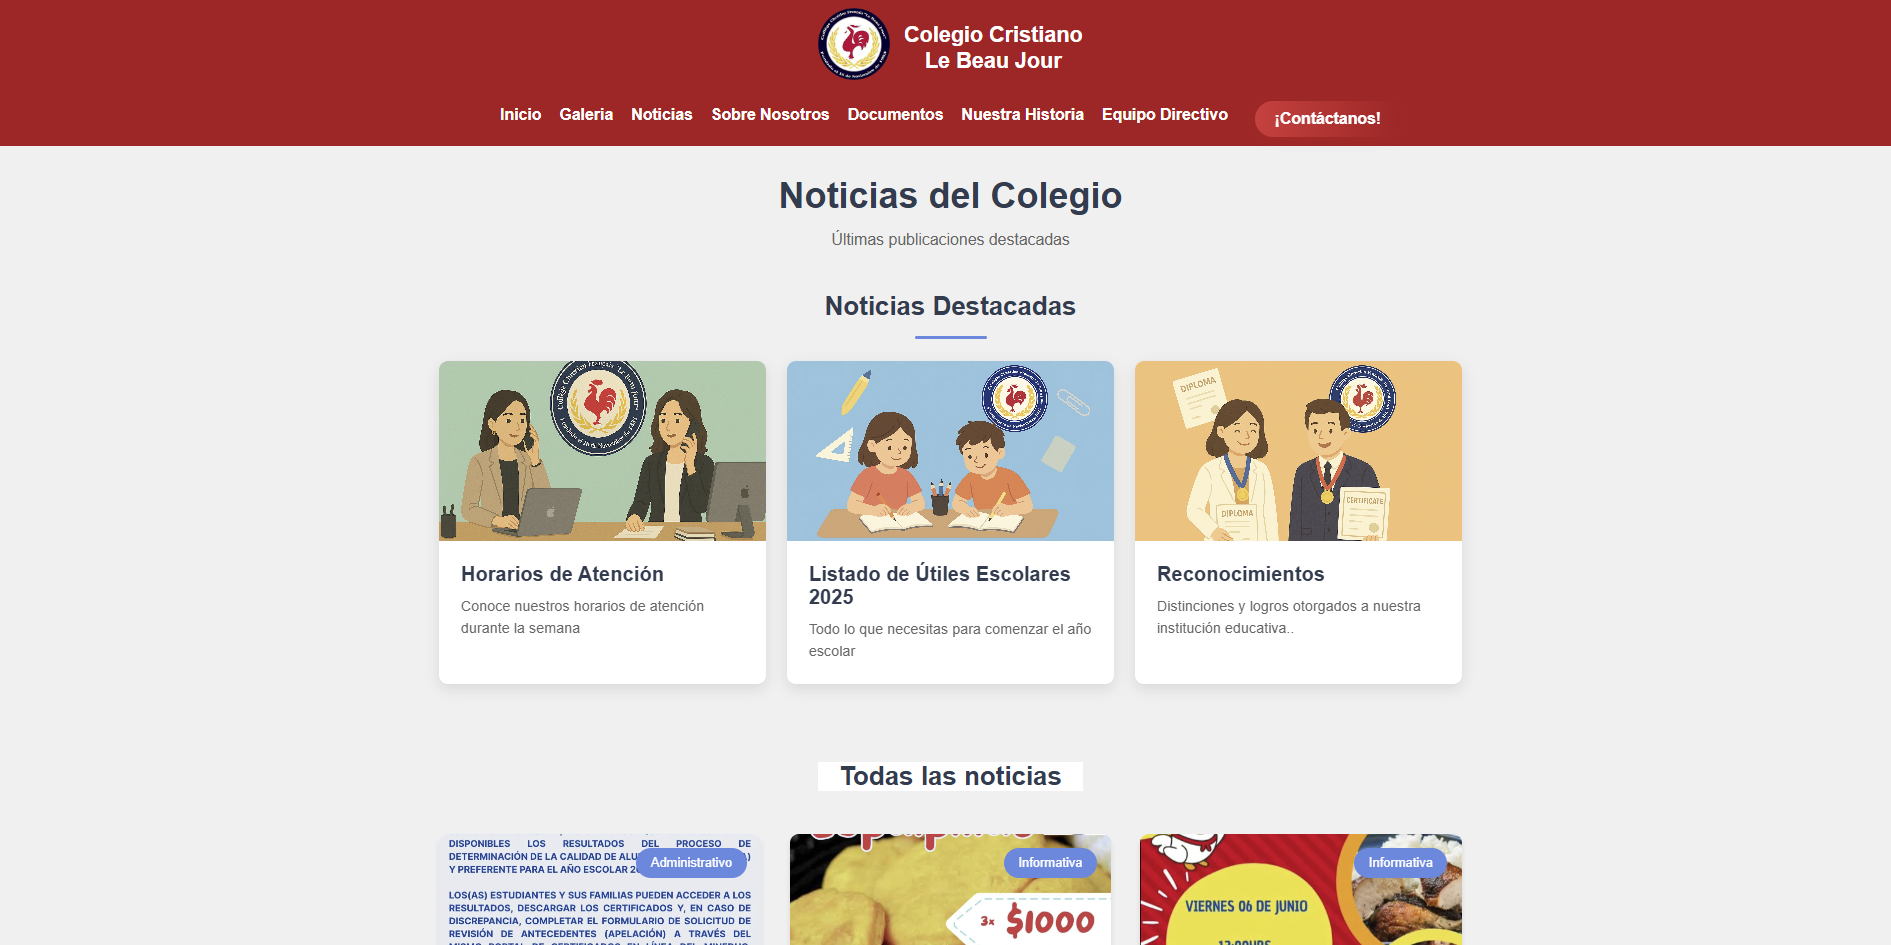 Colegio Cristiano
Le Beau Jour
Inicio
Galeria
Noticias
Sobre Nosotros
Documentos
Nuestra Historia
Equipo Directivo
¡Contáctanos!
Noticias del Colegio
Últimas publicaciones destacadas
Noticias Destacadas
DIPLOMA
DIPLOMA
CERTIFICATE
Horarios de Atención
Conoce nuestros horarios de atención
durante la semana
Listado de Útiles Escolares
2025
Todo lo que necesitas para comenzar el año
escolar
Reconocimientos
Distinciones y logros otorgados a nuestra
institución educativa..
Todas las noticias
DISPONIBLES LOS RESULTADOS DEL PROCESO DE
DETERMINACIÓN DE LA CALIDAD DE
Y PREFERENTE PARA EL AÑO ESCOLAR
LOS(AS) ESTUDIANTES Y SUS FAMILIAS PUEDEN ACCEDER A LOS
RESULTADOS, DESCARGAR LOS CERTIFICADOS Y, EN CASO DE
DISCREPANCIA, COMPLETAR EL FORMULARIO DE SOLICITUD DE
REVISIÓN DE ANTECEDENTES (APELACIÓN) A TRAVÉS DEL
Administrativo
Informativa
3x $1000
Informativa
VIERNES 06 DE JUNIO